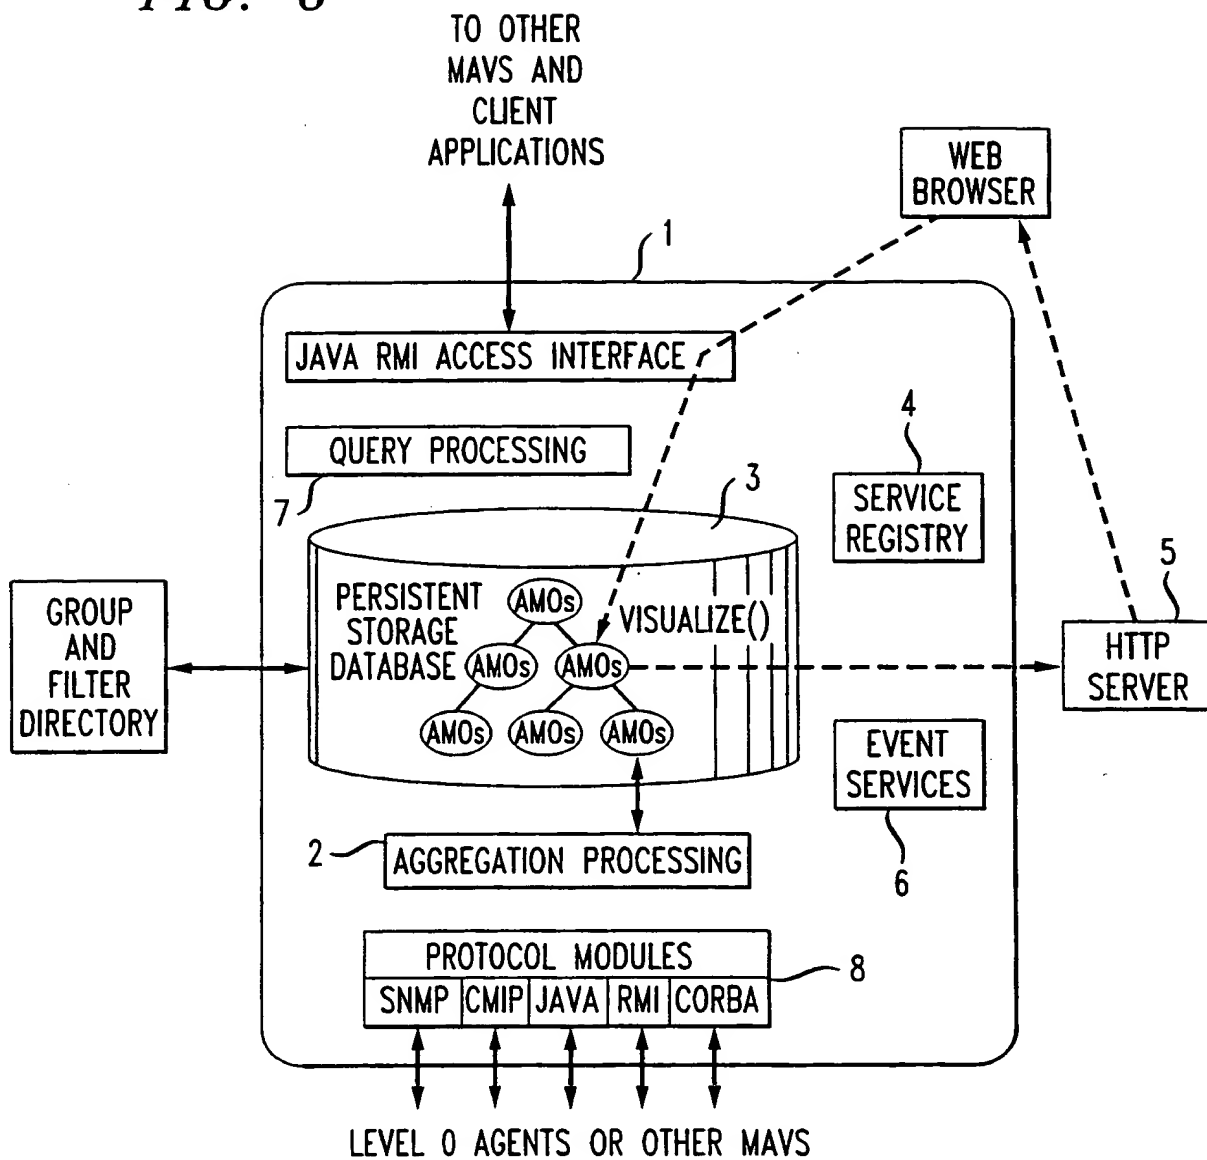 TO OTHER
MAVS AND
CLIENT
APPLICATIONS
WEB
BROWSER
1
JAVA RMI ACCESS INTERFACE
QUERY PROCESSING
7
3
4
SERVICE
REGISTRY
5
HTTP
SERVER
GROUP
AND
FILTER
DIRECTORY
PERSISTENT
STORAGE
DATABASE
AMOs
VISUALIZE()
AMOs
AMOs
AMOs
AMOs
AMOs
EVENT
SERVICES
6
2
AGGREGATION PROCESSING
PROTOCOL MODULES
8
SNMP
CMIP
JAVA
RMI
CORBA
LEVEL 0 AGENTS OR OTHER MAVS